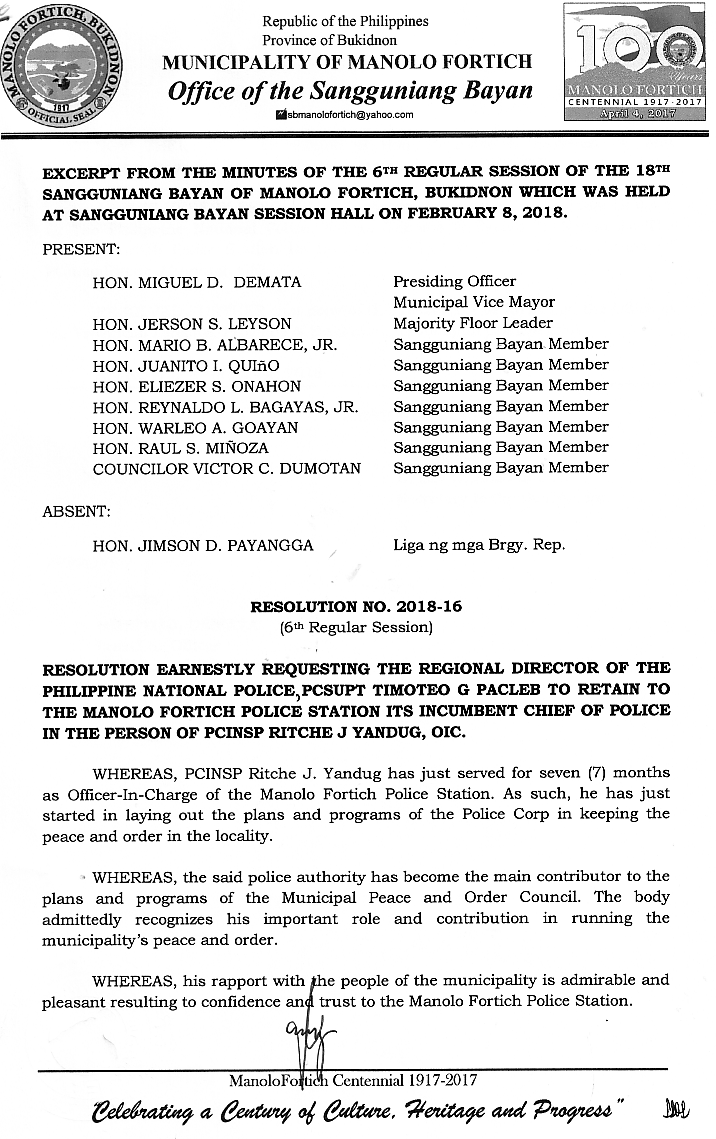 MANOLO FORTICH, BUKIDNON
1917
OFFICIAL SEAL
Republic of the Philippines
Province of Bukidnon
MUNICIPALITY OF MANOLO FORTICH
Office of the Sangguniang Bayan
sbmanolofortich@yahoo.com
100
Years
MANOLO FORTICH
CENTENNIAL 1917-2017
April 4, 2017
EXCERPT FROM THE MINUTES OF THE 6TH REGULAR SESSION OF THE 18TH
SANGGUNIANG BAYAN OF MANOLO FORTICH, BUKIDNON WHICH WAS HELD
AT SANGGUNIANG BAYAN SESSION HALL ON FEBRUARY 8, 2018.
PRESENT:
HON. MIGUEL D. DEMATA Presiding Officer
Municipal Vice Mayor
HON. JERSON S. LEYSON Majority Floor Leader
HON. MARIO B. ALBARECE, JR. Sangguniang Bayan Member
HON. JUANITO I. QUIñO Sangguniang Bayan Member
HON. ELIEZER S. ONAHON Sangguniang Bayan Member
HON. REYNALDO L. BAGAYAS, JR. Sangguniang Bayan Member
HON. WARLEO A. GOAYAN Sangguniang Bayan Member
HON. RAUL S. MIÑOZA Sangguniang Bayan Member
COUNCILOR VICTOR C. DUMOTAN Sangguniang Bayan Member
ABSENT:
HON. JIMSON D. PAYANGGA Liga ng mga Brgy. Rep.
RESOLUTION NO. 2018-16
(6th Regular Session)
RESOLUTION EARNESTLY REQUESTING THE REGIONAL DIRECTOR OF THE
PHILIPPINE NATIONAL POLICE, PCSUPT TIMOTEO G PACLEB TO RETAIN TO
THE MANOLO FORTICH POLICE STATION ITS INCUMBENT CHIEF OF POLICE
IN THE PERSON OF PCINSP RITCHE J YANDUG, OIC.
WHEREAS, PCINSP Ritche J. Yandug has just served for seven (7) months
as Officer-In-Charge of the Manolo Fortich Police Station. As such, he has just
started in laying out the plans and programs of the Police Corp in keeping the
peace and order in the locality.
WHEREAS, the said police authority has become the main contributor to the
plans and programs of the Municipal Peace and Order Council. The body
admittedly recognizes his important role and contribution in running the
municipality's peace and order.
WHEREAS, his rapport with the people of the municipality is admirable and
pleasant resulting to confidence and trust to the Manolo Fortich Police Station.
ManoloFortich Centennial 1917-2017
"Celebrating a Century of Culture, Heritage and Progress"